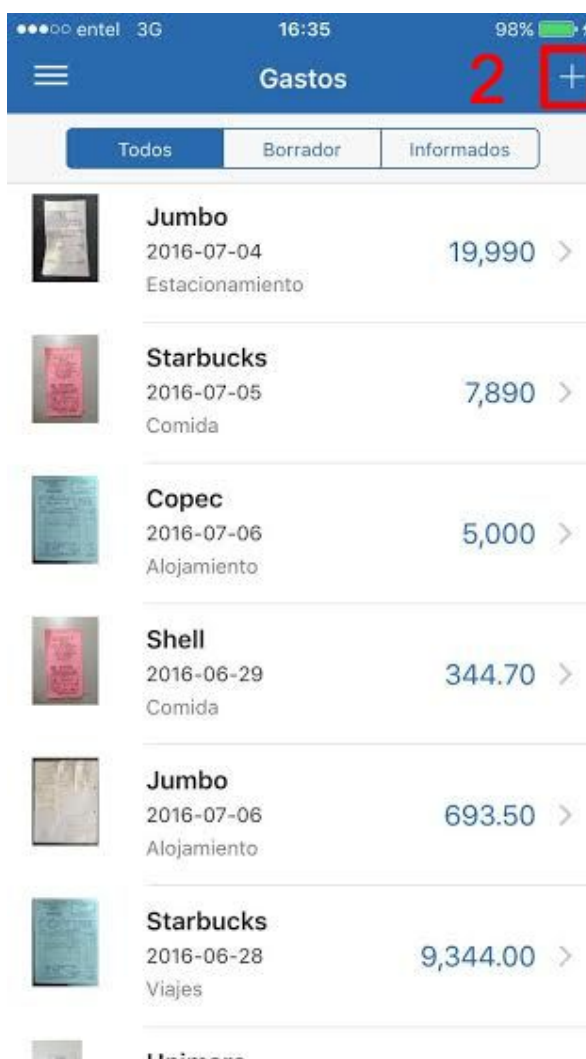 entel 3G 16:35 98%
Gastos 2 +
Todos Borrador Informados
Jumbo
2016-07-04 19,990 >
Estacionamiento
Starbucks
2016-07-05 7,890 >
Comida
Copec
2016-07-06 5,000 >
Alojamiento
Shell
2016-06-29 344.70 >
Comida
Jumbo
2016-07-06 693.50 >
Alojamiento
Starbucks
2016-06-28 9,344.00 >
Viajes